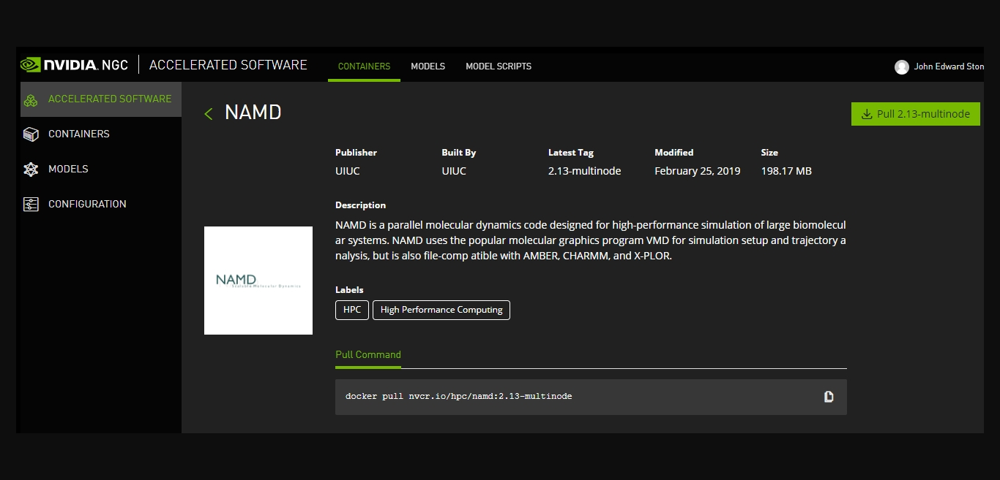 NVIDIA. NGC
ACCELERATED SOFTWARE
CONTAINERS
MODELS
MODEL SCRIPTS
John Edward Ston
ACCELERATED SOFTWARE
CONTAINERS
MODELS
CONFIGURATION
NAMD
Pull 2.13-multinode
Publisher
Built By
Latest Tag
Modified
Size
UIUC
UIUC
2.13-multinode
February 25, 2019
198.17 MB
Description
NAMD is a parallel molecular dynamics code designed for high-performance simulation of large biomolecul
ar systems. NAMD uses the popular molecular graphics program VMD for simulation setup and trajectory a
nalysis, but is also file-comp atible with AMBER, CHARMM, and X-PLOR.
NAMD
Scalable Molecular Dynamics
Labels
HPC
High Performance Computing
Pull Command
docker pull nvcr.io/hpc/namd:2.13-multinode